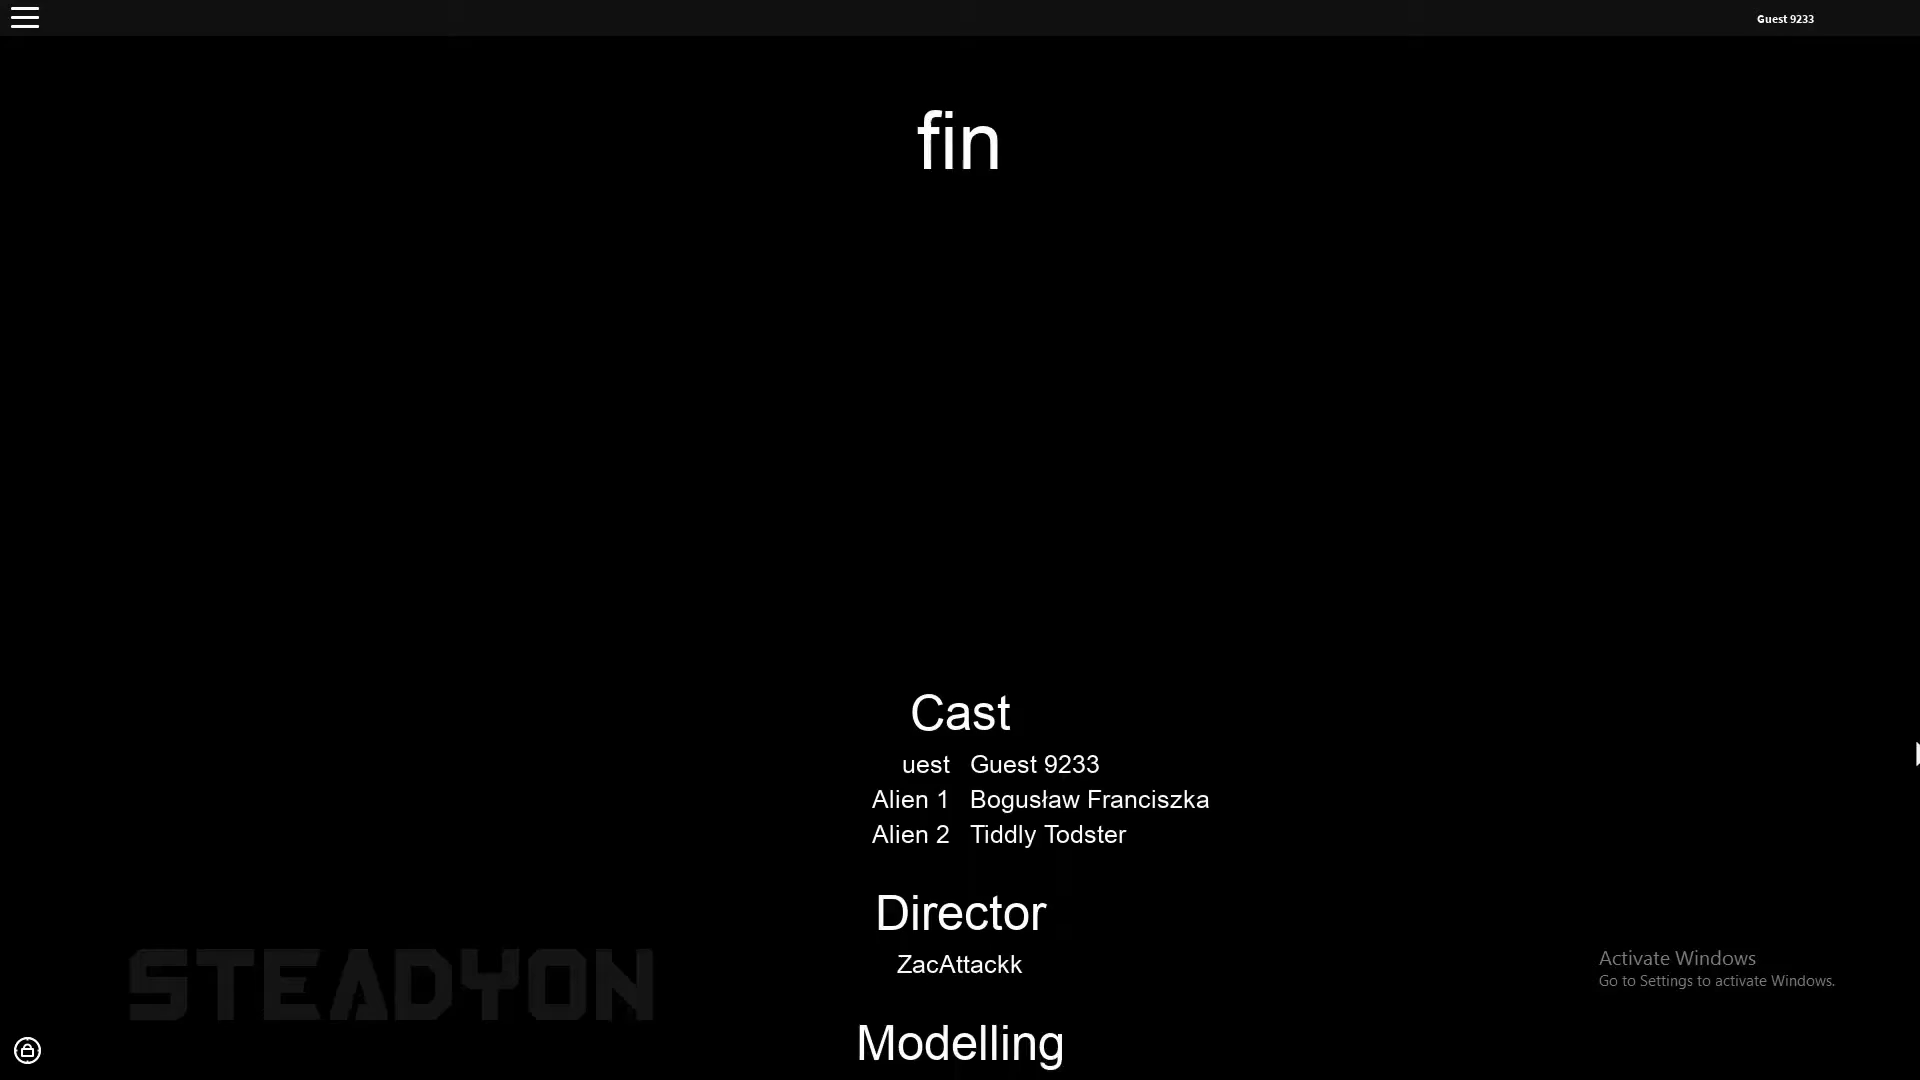 Guest 9233
fin
Cast
uest Guest 9233
Alien 1 Bogusław Franciszka
Alien 2 Tiddly Todster
Director
ZacAttackk
STEADYON
Activate Windows
Go to Settings to activate Windows.
Modelling